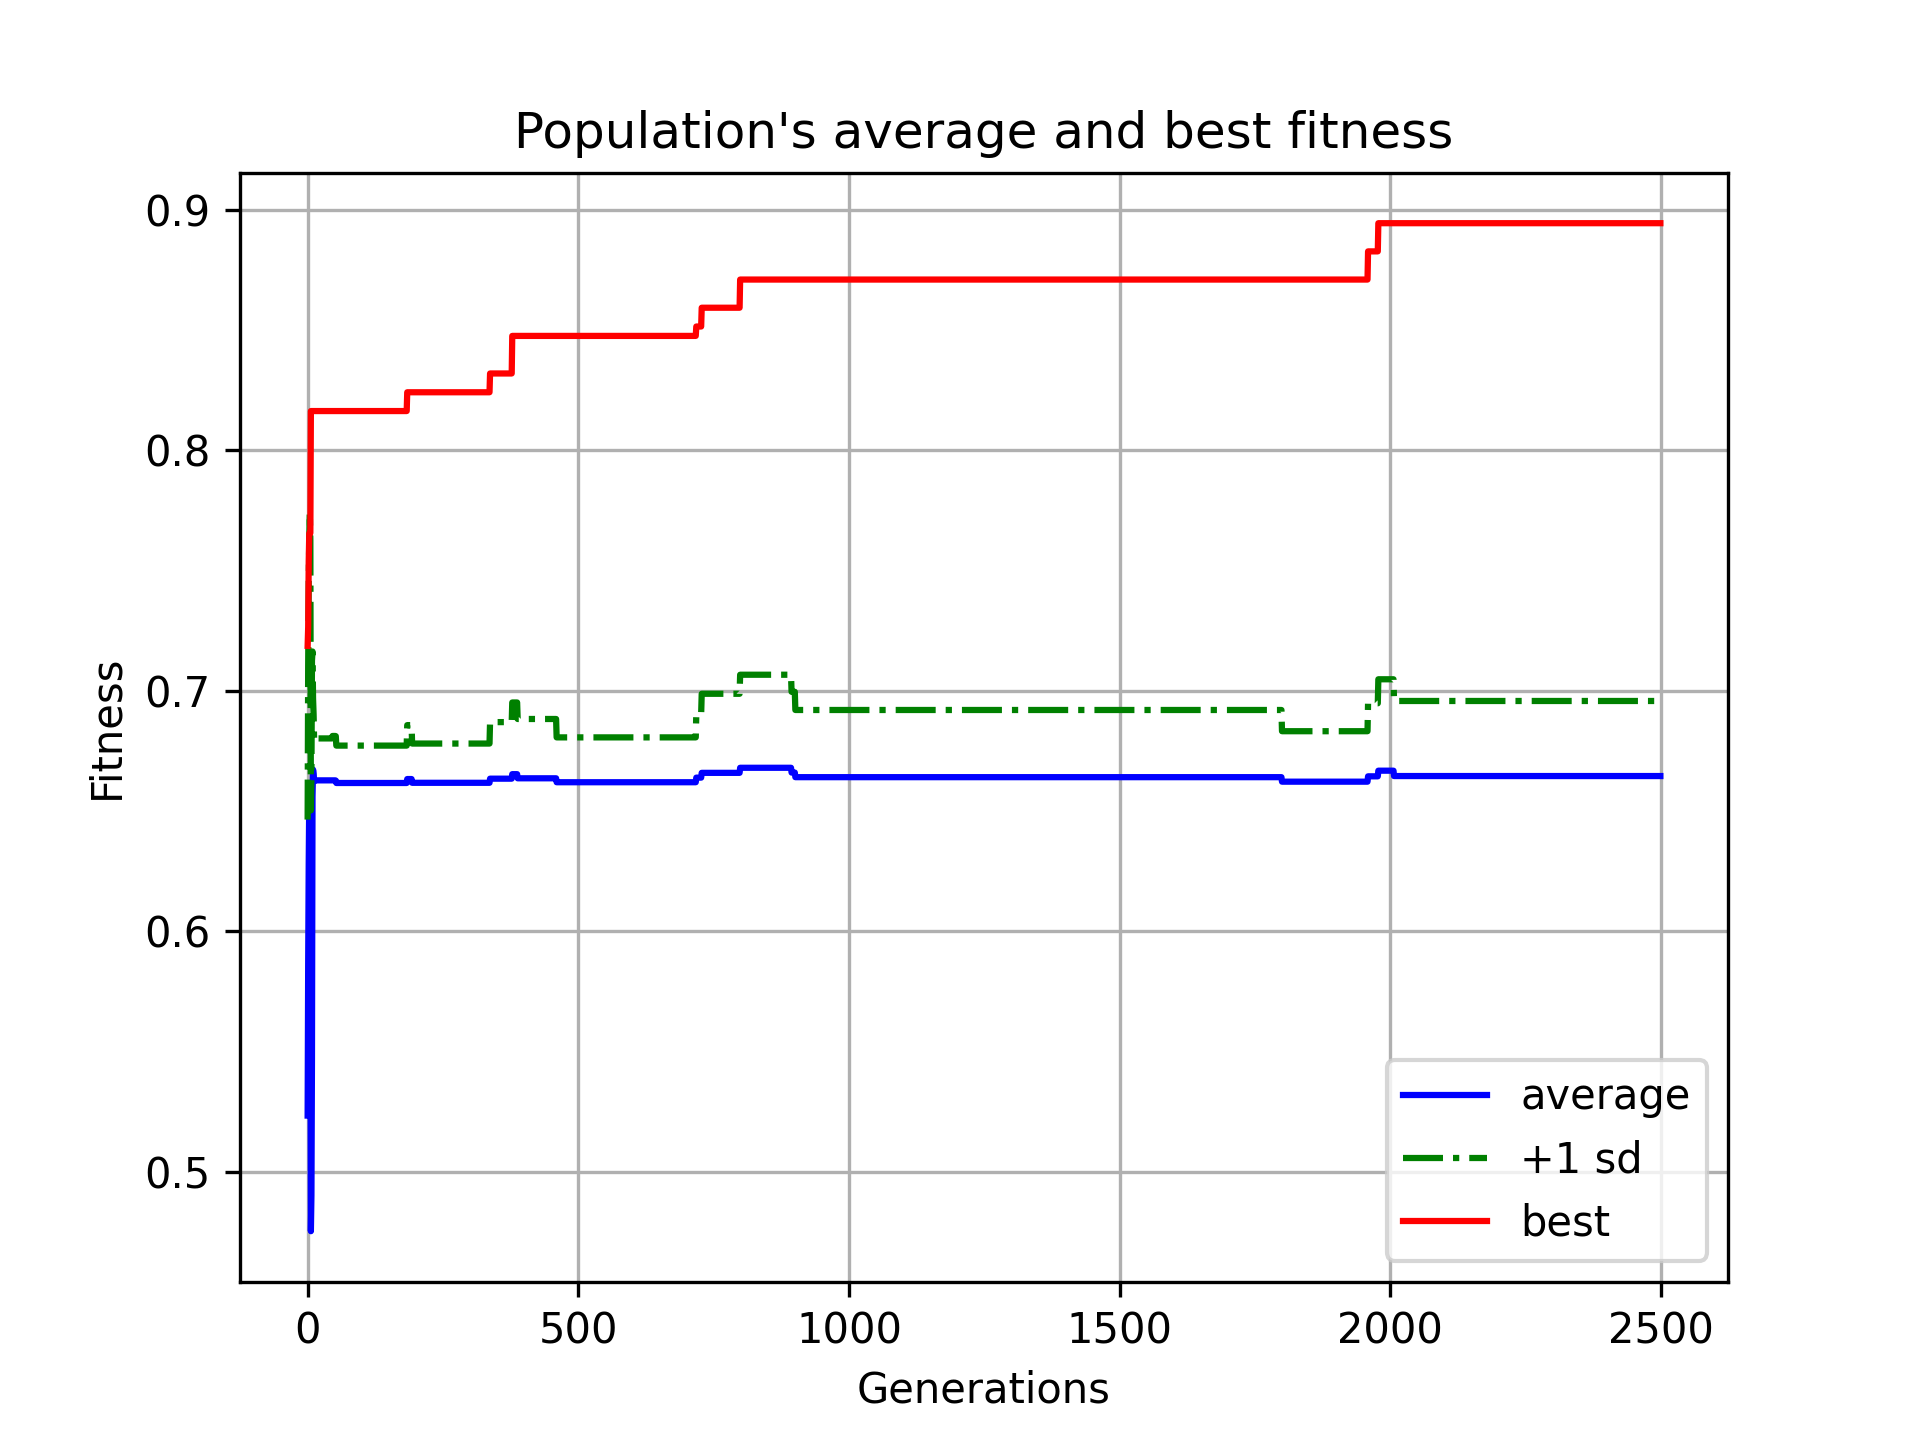 Population's average and best fitness
0.9
0.8
0.7
0.6
0.5
Fitness
0 500 1000 1500 2000 2500
Generations
average
+1 sd
best